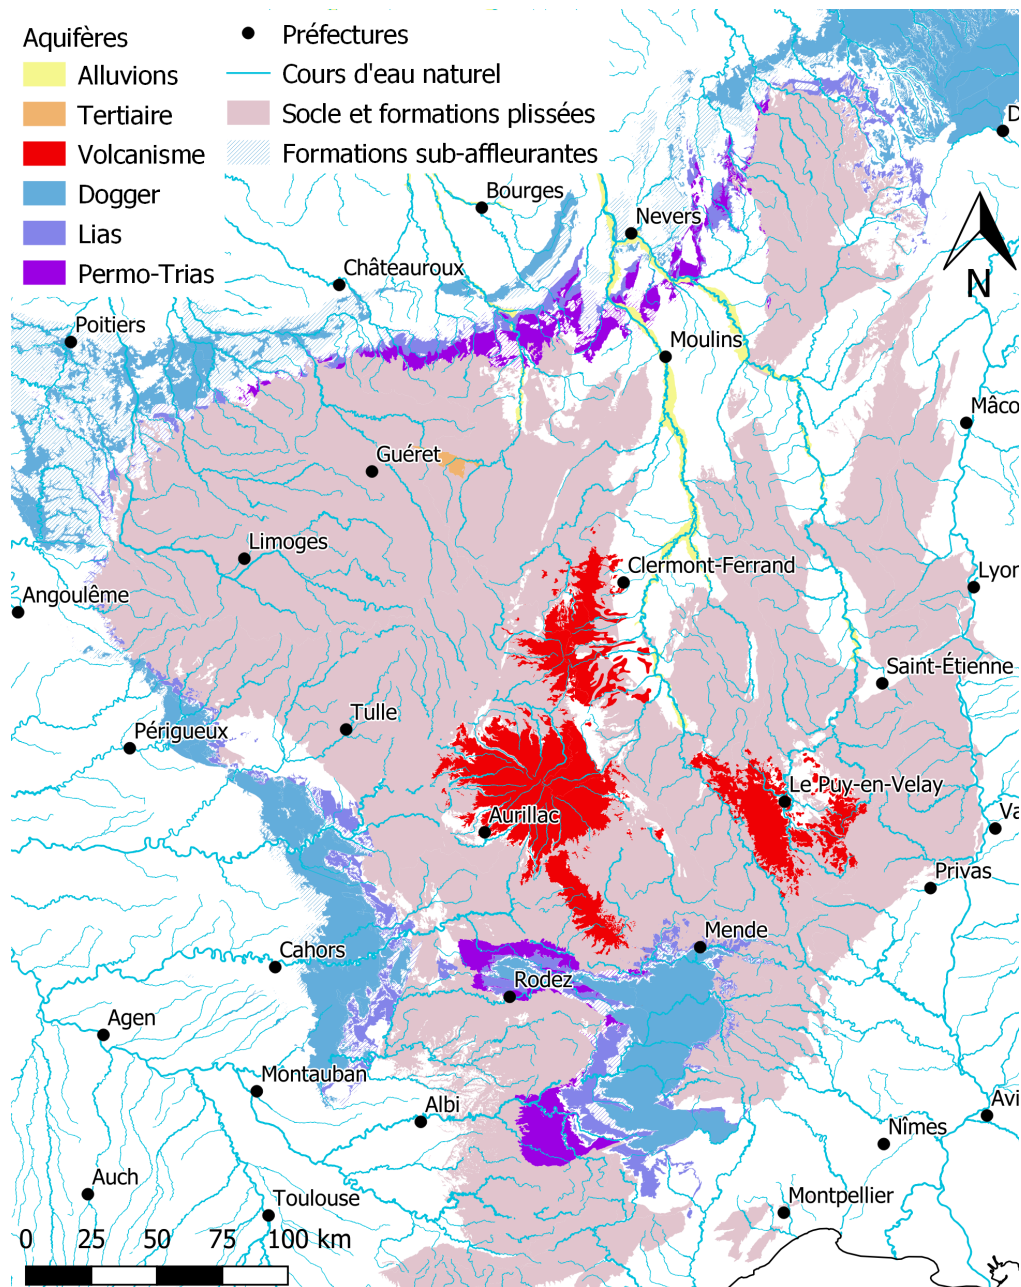 Aquifères
Alluvions
Tertiaire
Volcanisme
Dogger
Lias
Permo-Trias
Préfectures
Cours d'eau naturel
Socle et formations plissées
Formations sub-affleurantes
D
Bourges
Nevers
N
Châteauroux
Poitiers
Moulins
Mâco
Guéret
Limoges
Clermont-Ferrand
Lyon
Angoulême
Saint-Étienne
Tulle
Périgueux
Le Puy-en-Velay
Aurillac
Va
Privas
Mende
Cahors
Rodez
Agen
Montauban
Albi
Avi
Nîmes
Auch
Toulouse
Montpellier
0 25 50 75 100 km